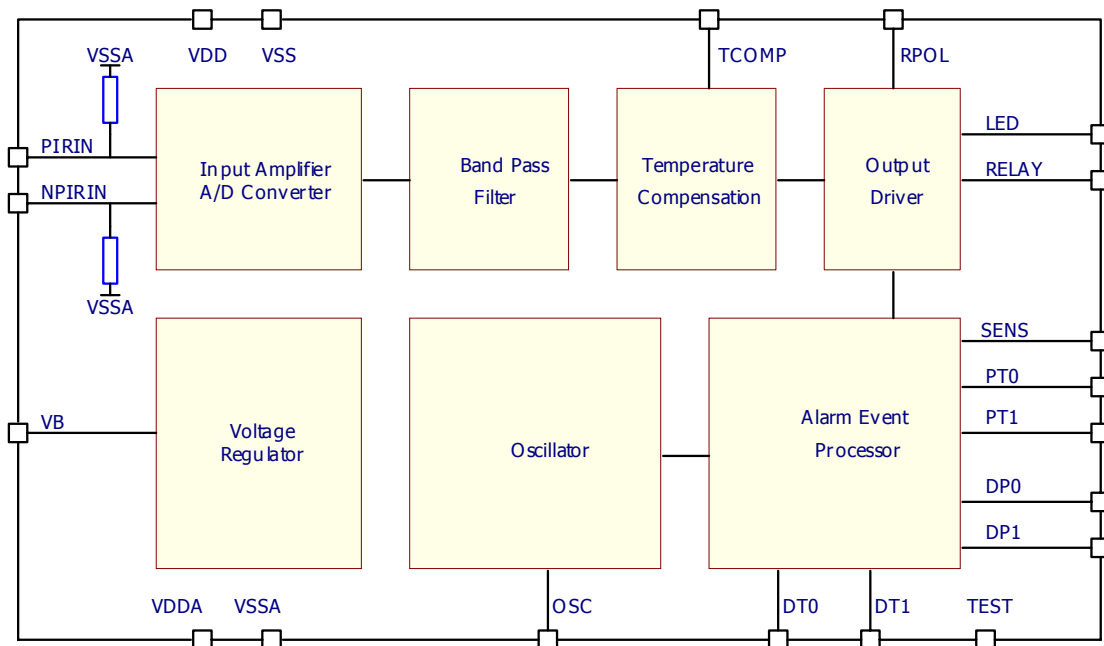 VSSA
VDD
VSS
TCOMP
RPOL
PIRIN
NPIRIN
Input Amplifier
A/D Converter
Band Pass
Filter
Temperature
Compensation
Output
Driver
LED
RELAY
VSSA
VB
Voltage
Regulator
Oscillator
Alarm Event
Processor
SENS
PT0
PT1
DP0
DP1
VDDA
VSSA
OSC
DT0
DT1
TEST